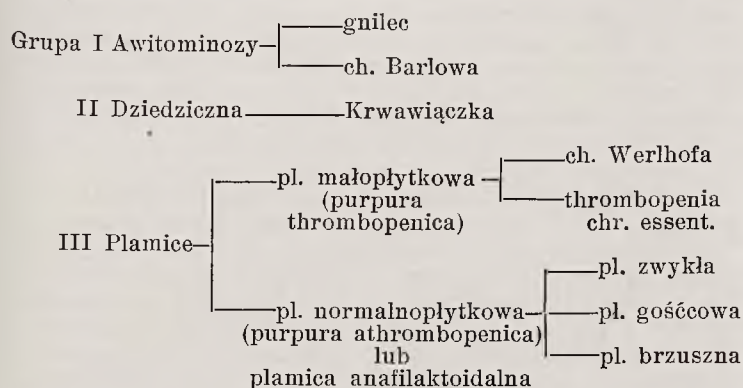 gnilec
Grupa I Awitominozy
ch. Barlowa
II Dziedziczna
Krwawiączka
ch. Werlhofa
pl. małopłytkowa
(purpura
thrombopenica)
thrombopenia
chr. essent.
III Plamice
pl. zwykła
pl. normalnopłytkowa
(purpura athrombopenica)
lub
plamica anafilaktoidalna
pł. gośćcowa
pl. brzuszna